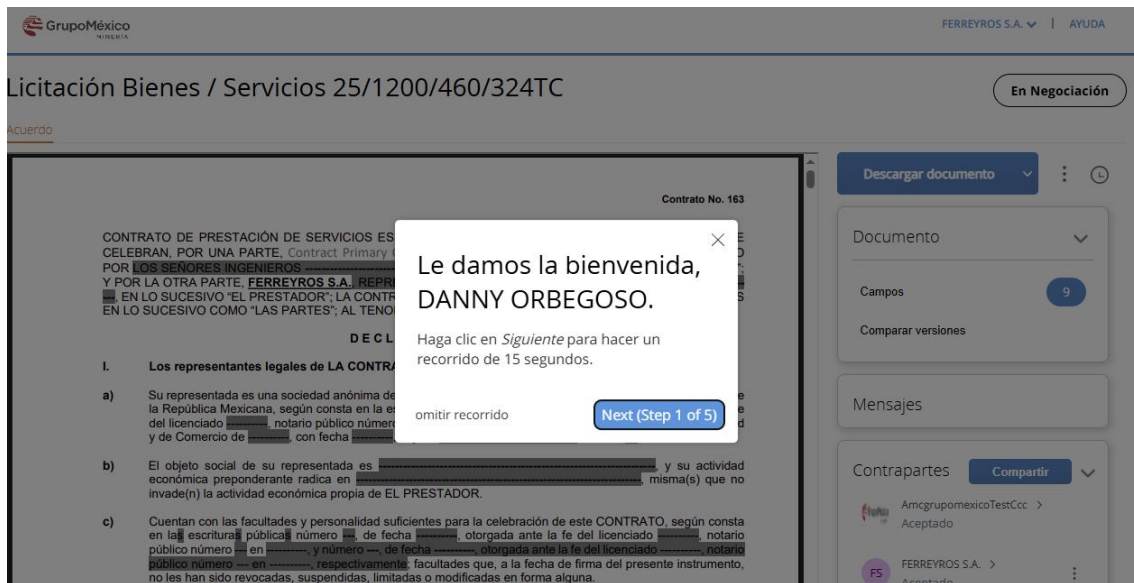 GrupoMéxico
MINERÍA
FERREYROS S.A. | AYUDA
Licitación Bienes / Servicios 25/1200/460/324TC
En Negociación
Acuerdo
Descargar documento
Contrato No. 163
CONTRATO DE PRESTACIÓN DE SERVICIOS ES
CELEBRAN, POR UNA PARTE, Contract Primary
POR LOS SEÑORES INGENIEROS
Y POR LA OTRA PARTE, FERREYROS S.A.
, EN LO SUCESIVO "EL PRESTADOR"; LA CONTR
EN LO SUCESIVO COMO "LAS PARTES"; AL TENO
DECL
I. Los representantes legales de LA CONTRA
a) Su representada es una sociedad anónima de
la República Mexicana, según consta en la es
del licenciado ---------, notario público número
y de Comercio de ---------, con fecha ---------
Le damos la bienvenida,
DANNY ORBEGOSO.
Haga clic en Siguiente para hacer un
recorrido de 15 segundos.
omitir recorrido
Next (Step 1 of 5)
b) El objeto social de su representada es ---------, y su actividad
económica preponderante radica en ---------, misma(s) que no
invade(n) la actividad económica propia de EL PRESTADOR.
c) Cuentan con las facultades y personalidad suficientes para la celebración de este CONTRATO, según consta
en las escrituras públicas número ---, de fecha ---------, otorgada ante la fe del licenciado ---------, notario
público número --- en ---------, y número ---, de fecha ---------, otorgada ante la fe del licenciado ---------, notario
público número --- en ---------, respectivamente; facultades que, a la fecha de firma del presente instrumento,
no les han sido revocadas, suspendidas, limitadas o modificadas en forma alguna.
Documento
Campos 9
Comparar versiones
Mensajes
Contrapartes Compartir
AmcgrupomexicoTestCcc >
Aceptado
FS FERREYROS S.A. >
Aceptado